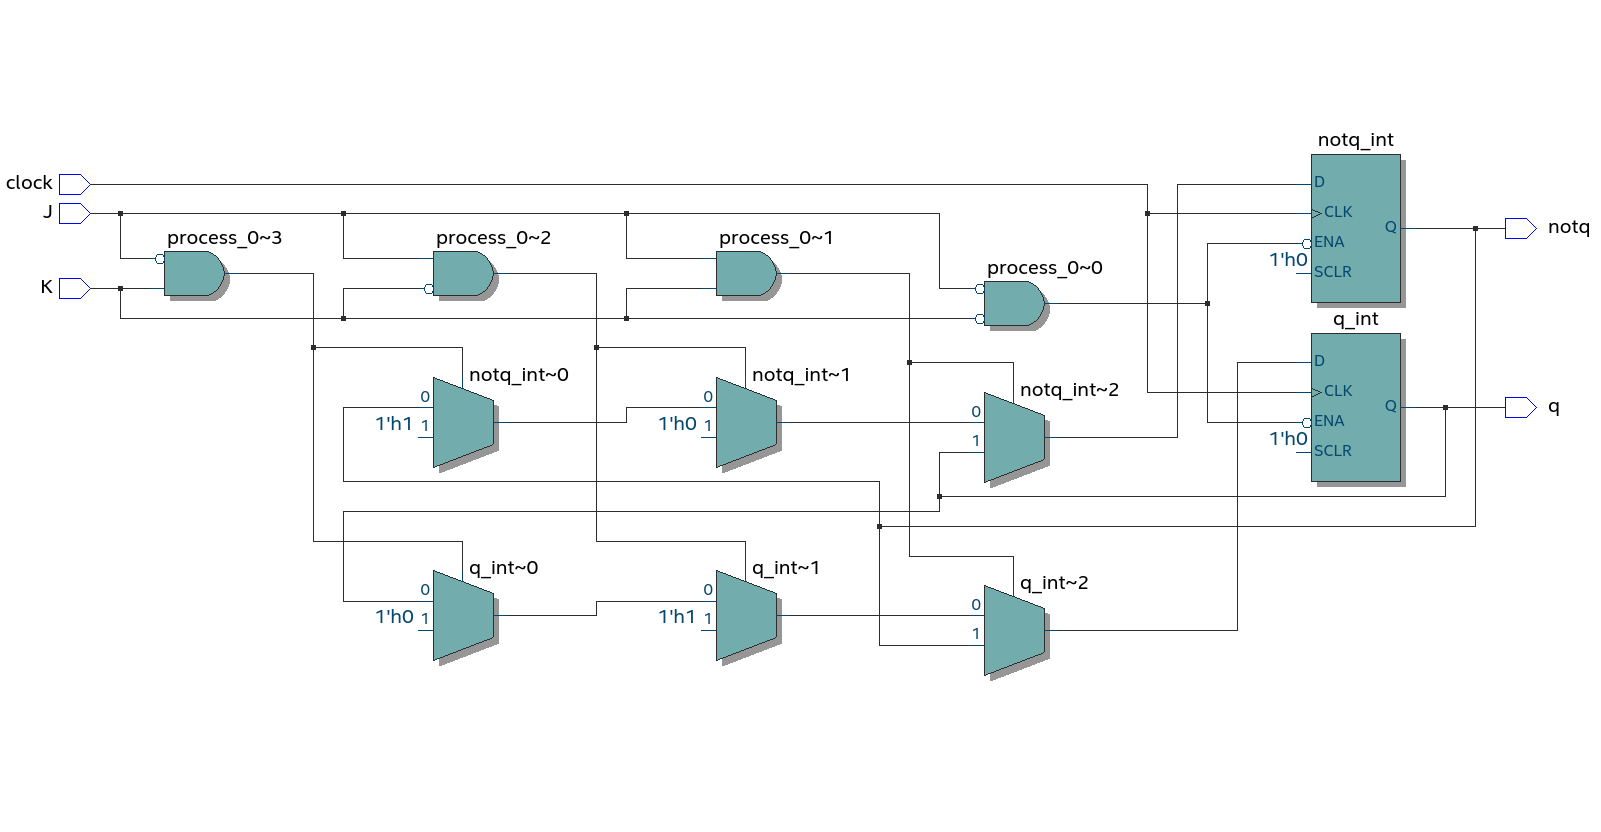 notq_int
clock
D
J
CLK
process_0~3
process_0~2
process_0~1
Q
notq
ENA
1'h0
SCLR
process_0~0
K
q_int
D
notq_int~0
notq_int~1
notq_int~2
CLK
0
1'h1 1
0
1'h0 1
0
1
Q
q
ENA
1'h0
SCLR
q_int~0
q_int~1
q_int~2
0
1'h0 1
0
1'h1 1
0
1